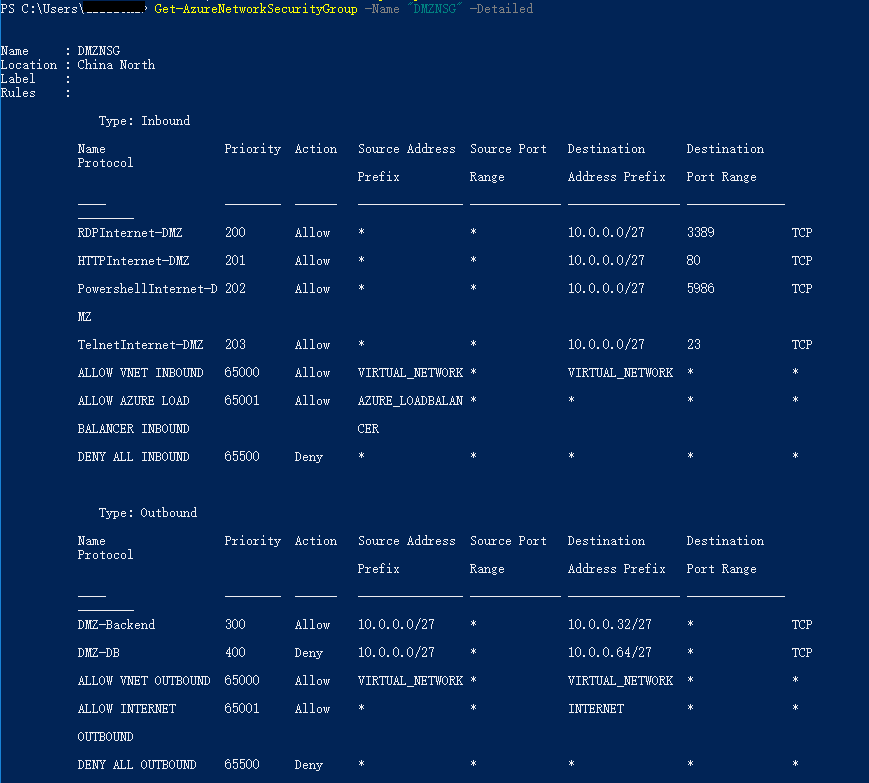 PS C:\Users\ > Get-AzureNetworkSecurityGroup -Name "DMZNSG" -Detailed
Name : DMZNSG
Location : China North
Label :
Rules :
Type: Inbound
Name Priority Action Source Address Source Port Destination Destination
Protocol
Prefix Range Address Prefix Port Range
RDPInternet-DMZ 200 Allow * * 10.0.0.0/27 3389 TCP
HTTPInternet-DMZ 201 Allow * * 10.0.0.0/27 80 TCP
PowershellInternet-D 202 Allow * * 10.0.0.0/27 5986 TCP
MZ
TelnetInternet-DMZ 203 Allow * * 10.0.0.0/27 23 TCP
ALLOW VNET INBOUND 65000 Allow VIRTUAL_NETWORK * VIRTUAL_NETWORK * *
ALLOW AZURE LOAD 65001 Allow AZURE_LOADBALAN * * * *
BALANCER INBOUND CER
DENY ALL INBOUND 65500 Deny * * * * *
Type: Outbound
Name Priority Action Source Address Source Port Destination Destination
Protocol
Prefix Range Address Prefix Port Range
DMZ-Backend 300 Allow 10.0.0.0/27 * 10.0.0.32/27 * TCP
DMZ-DB 400 Deny 10.0.0.0/27 * 10.0.0.64/27 * TCP
ALLOW VNET OUTBOUND 65000 Allow VIRTUAL_NETWORK * VIRTUAL_NETWORK * *
ALLOW INTERNET 65001 Allow * * INTERNET * *
OUTBOUND
DENY ALL OUTBOUND 65500 Deny * * * * *